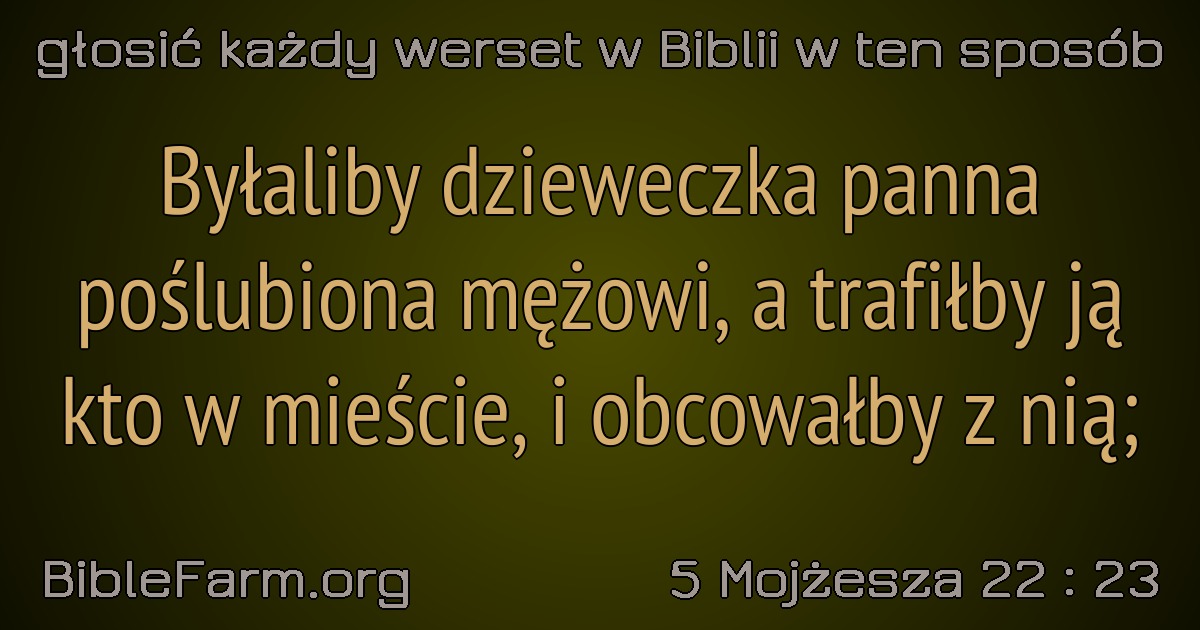 głosić każdy werset w Biblii w ten sposób
Byłaliby dzieweczka panna
poślubiona mężowi, a trafiłby ją
kto w mieście, i obcowałby z nią;
BibleFarm.org
5 Mojżesza 22 : 23